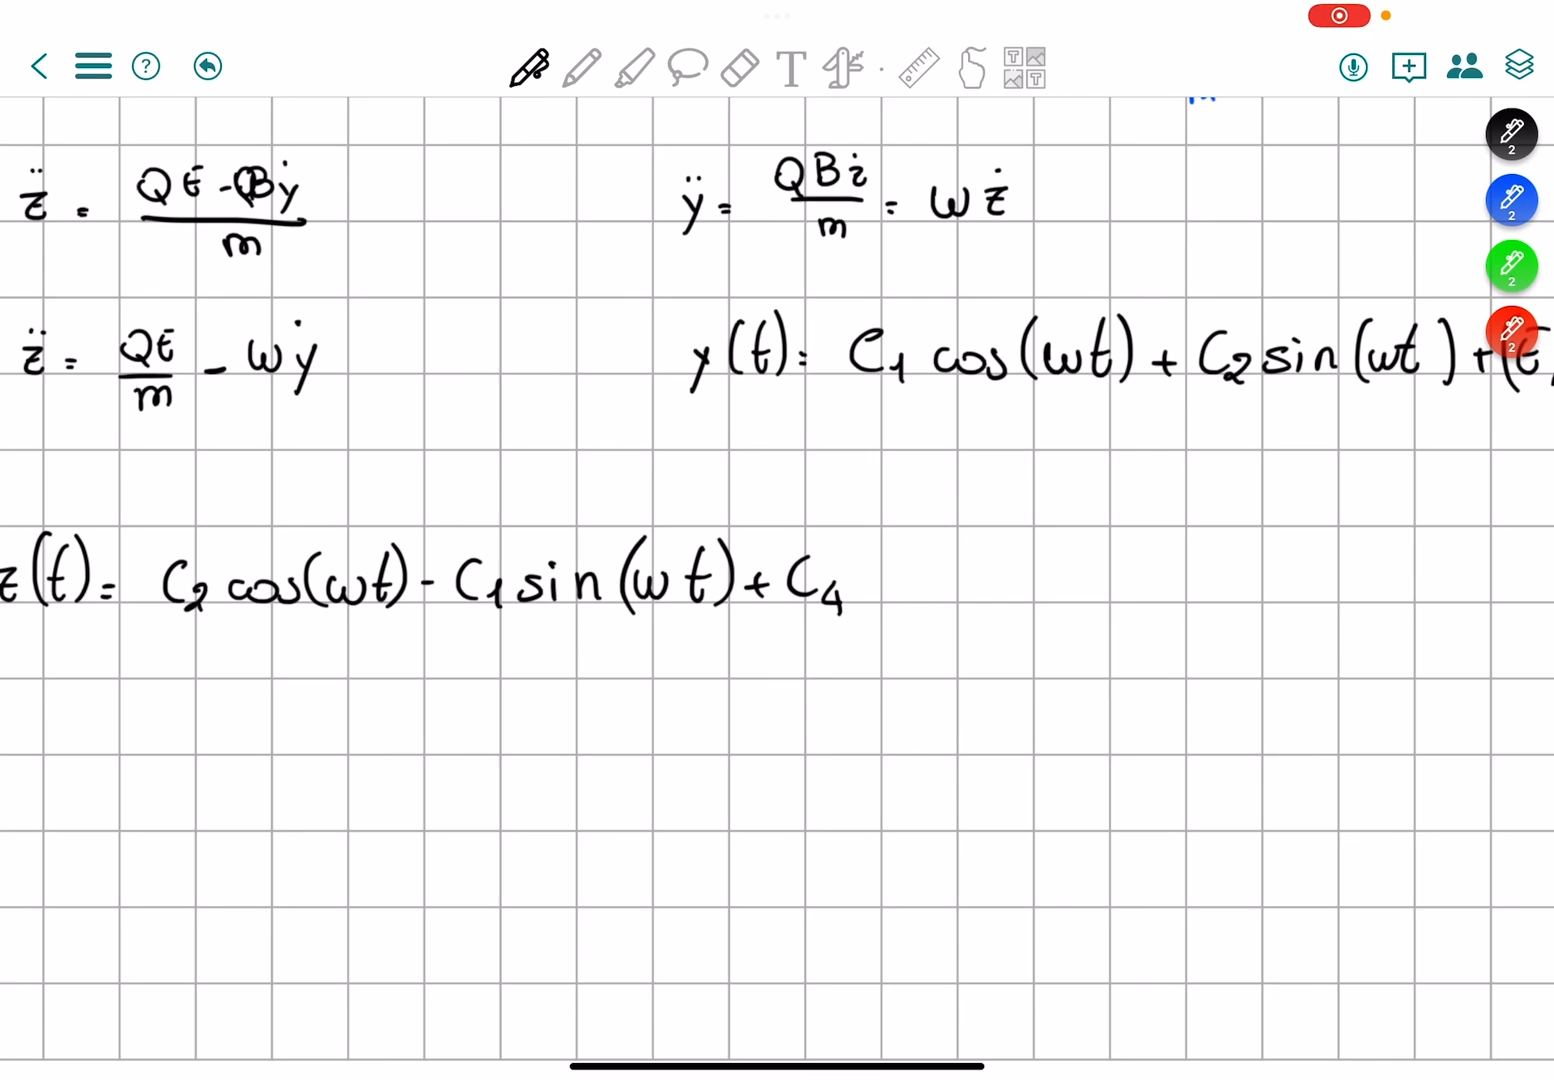 z̈ = (QE - QBẏ)/m
ÿ = QBż/m = ωż
z̈ = QE/m - ωẏ
y(t) = C₁ cos(ωt) + C₂ sin(ωt) + (E
z(t) = C₂ cos(ωt) - C₁ sin(ωt) + C₄